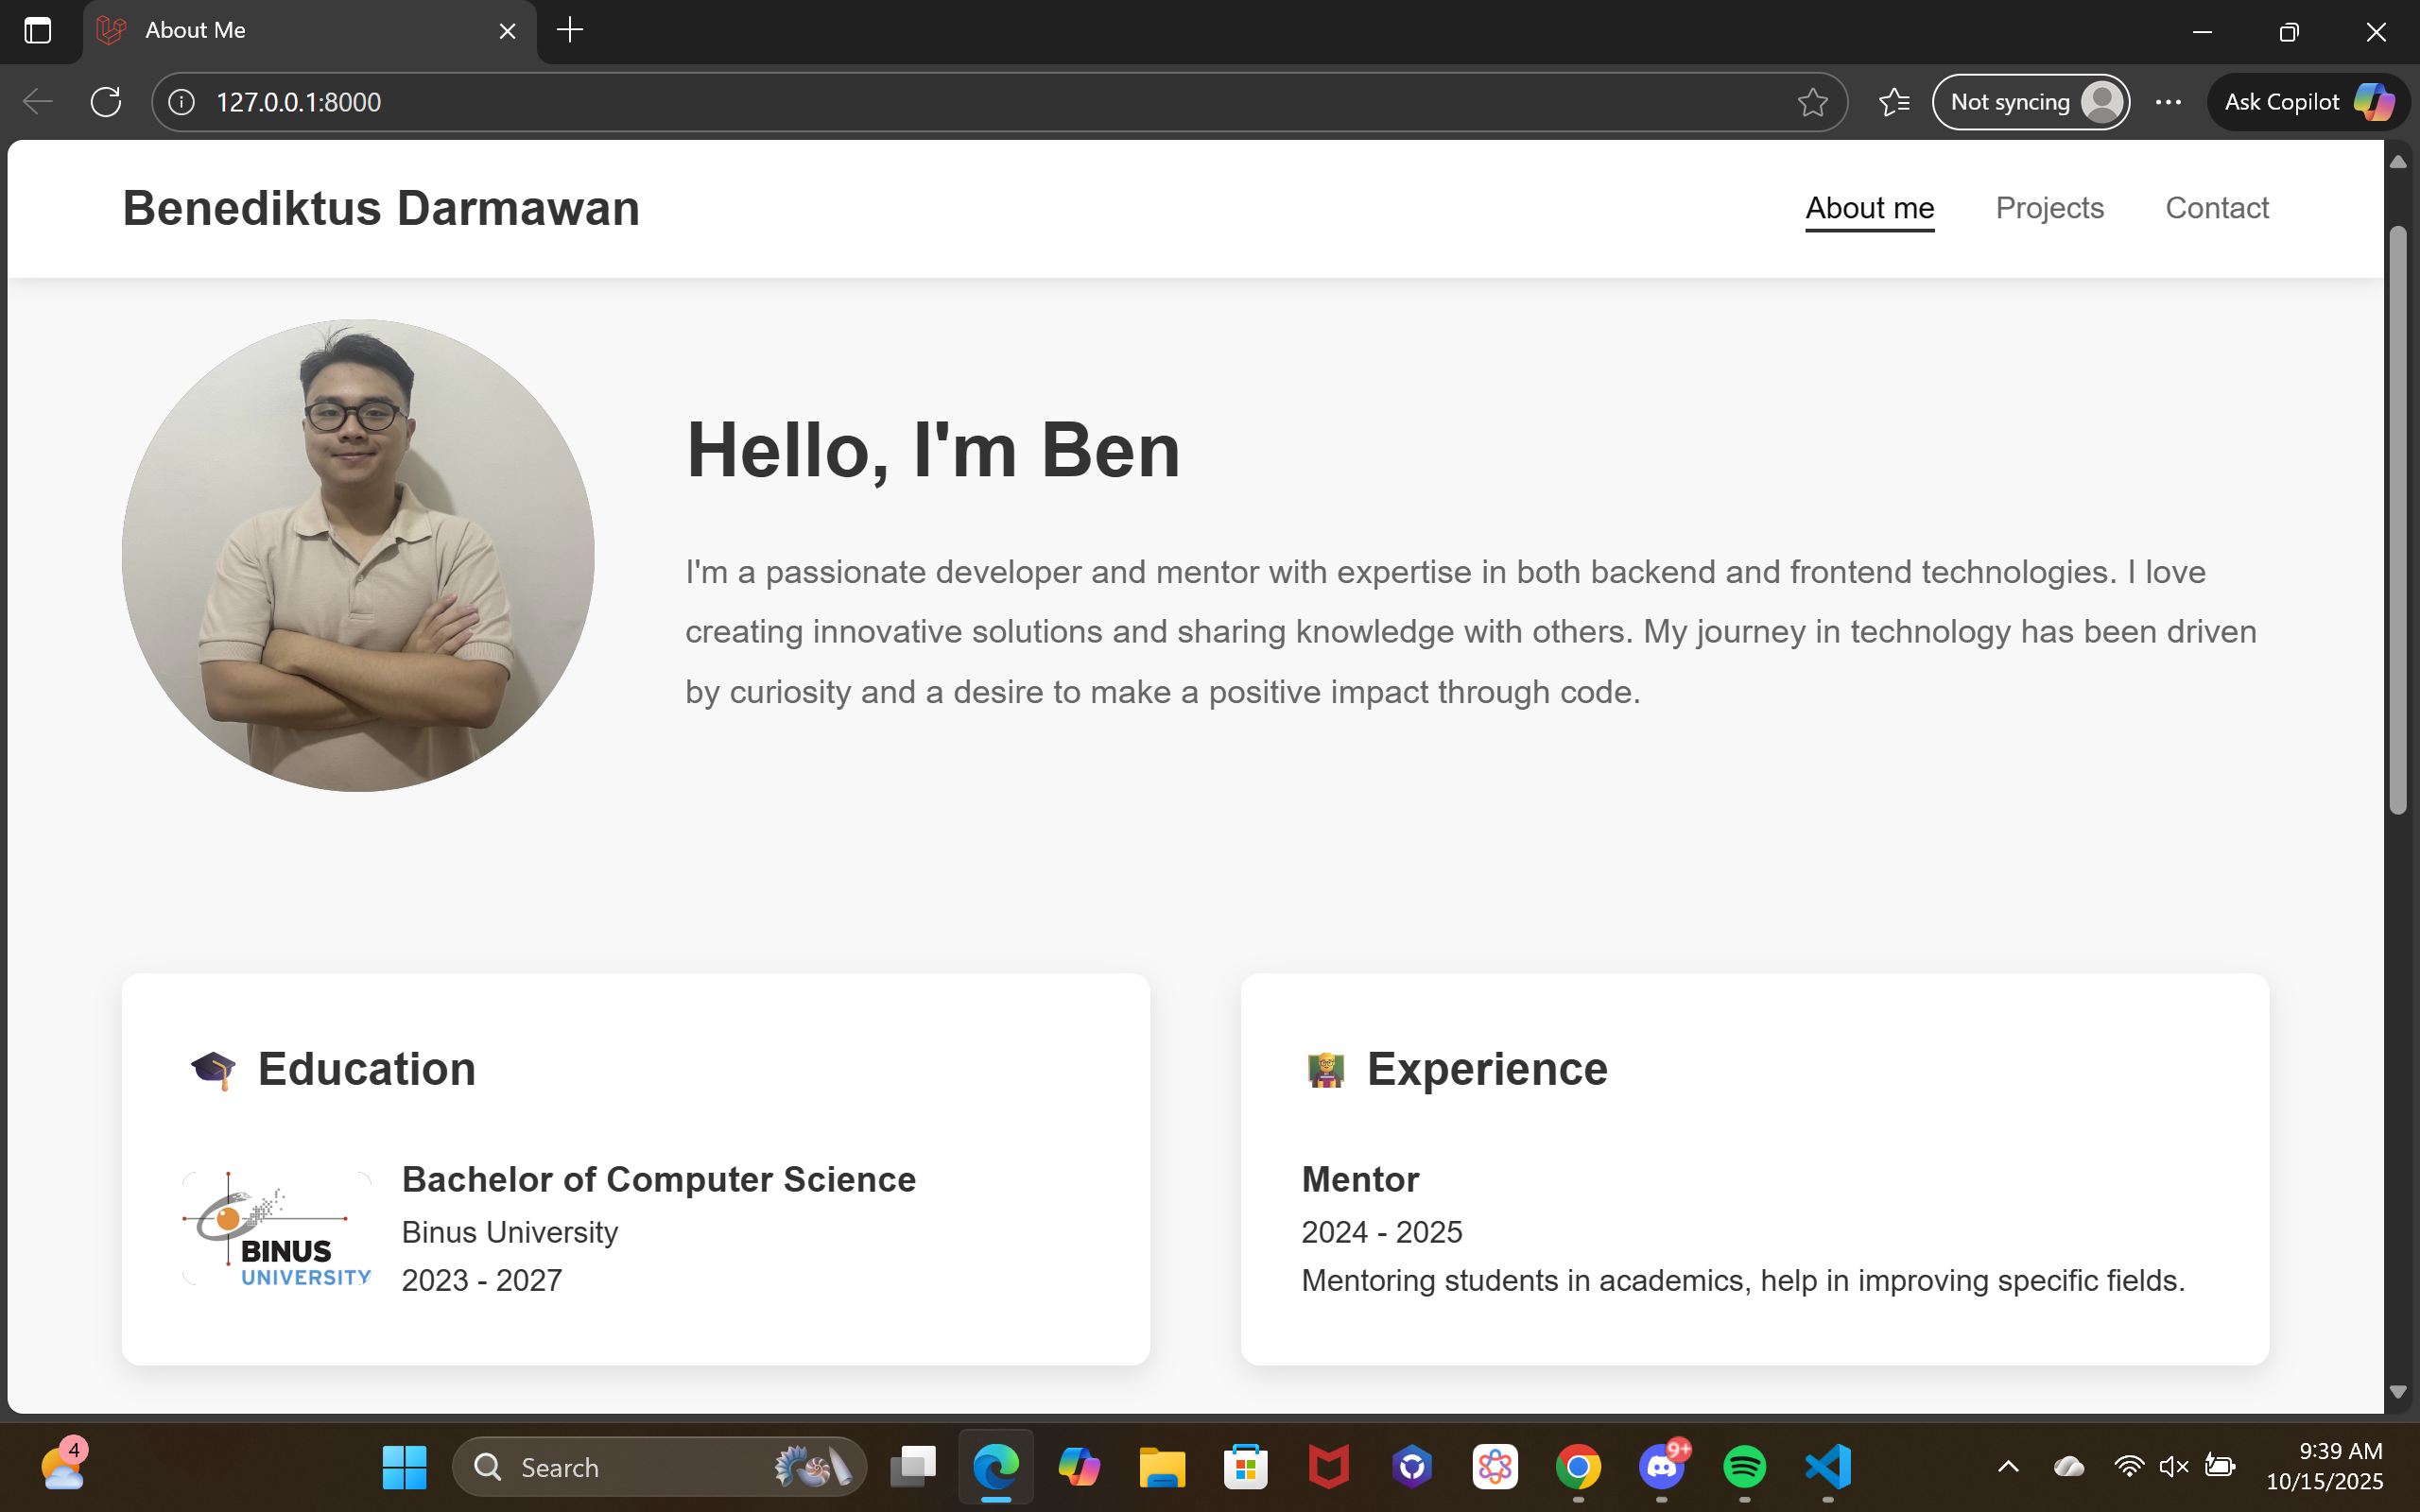 About Me
127.0.0.1:8000
Not syncing
Ask Copilot
Benediktus Darmawan
About me
Projects
Contact
Hello, I'm Ben
I'm a passionate developer and mentor with expertise in both backend and frontend technologies. I love
creating innovative solutions and sharing knowledge with others. My journey in technology has been driven
by curiosity and a desire to make a positive impact through code.
Education
BINUS
UNIVERSITY
Bachelor of Computer Science
Binus University
2023 - 2027
Experience
Mentor
2024 - 2025
Mentoring students in academics, help in improving specific fields.
4
Search
9+
9:39 AM
10/15/2025